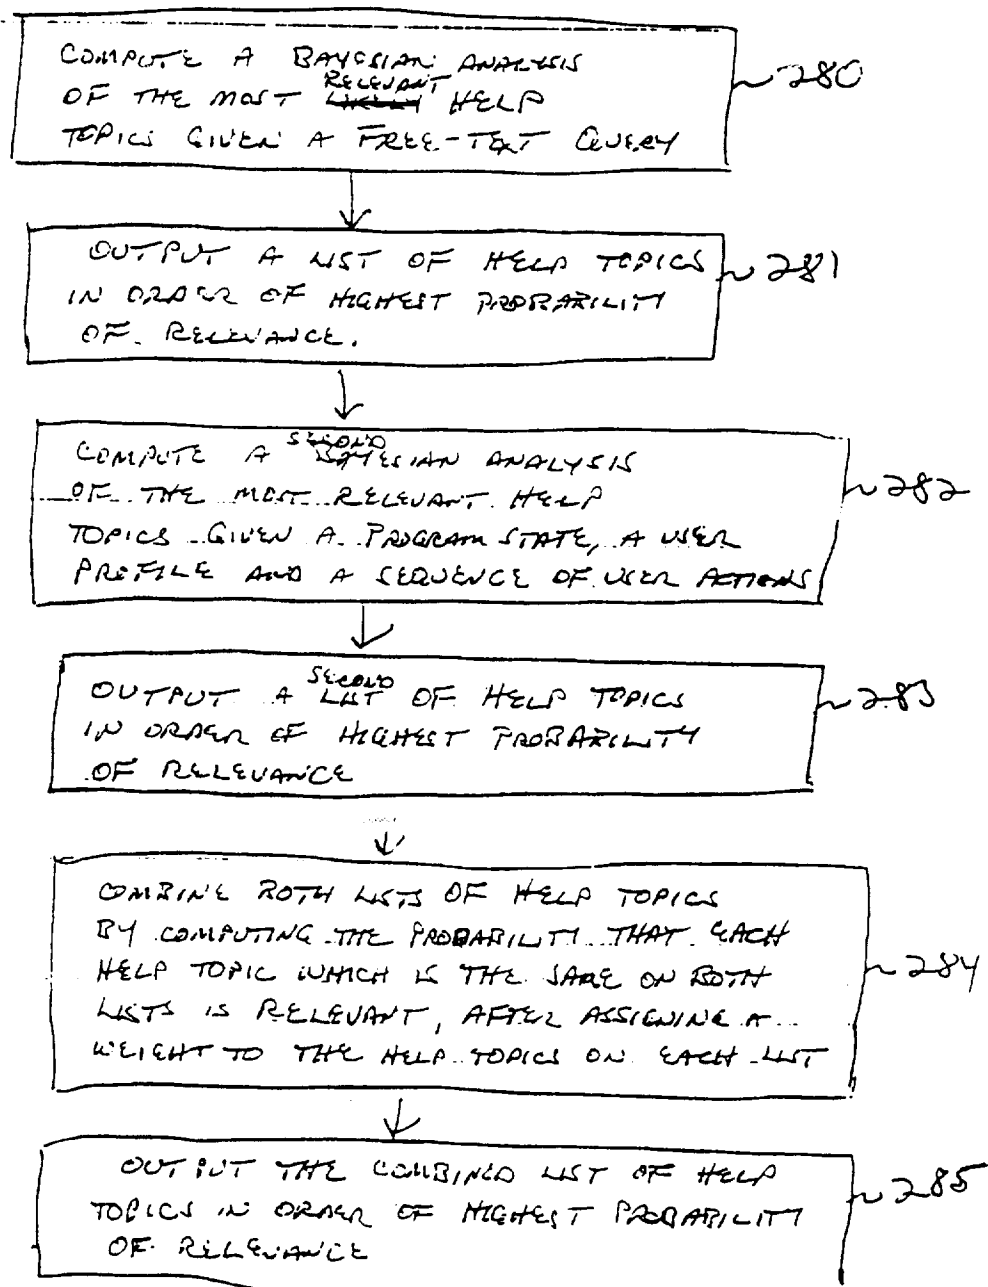 COMPUTE A BAYESIAN ANALYSIS
RELEVANT
OF THE MOST LIKELY HELP
TOPICS GIVEN A FREE-TEXT QUERY
280
OUTPUT A LIST OF HELP TOPICS
IN ORDER OF HIGHEST PROBABILITY
OF RELEVANCE.
281
SECOND
COMPUTE A BAYESIAN ANALYSIS
OF THE MOST RELEVANT HELP
TOPICS GIVEN A PROGRAM STATE, A USER
PROFILE AND A SEQUENCE OF USER ACTIONS
282
SECOND
OUTPUT A LIST OF HELP TOPICS
IN ORDER OF HIGHEST PROBABILITY
OF RELEVANCE
283
COMBINE BOTH LISTS OF HELP TOPICS
BY COMPUTING THE PROBABILITY THAT EACH
HELP TOPIC WHICH IS THE SAME ON BOTH
LISTS IS RELEVANT, AFTER ASSIGNING A
WEIGHT TO THE HELP TOPICS ON EACH LIST
284
OUTPUT THE COMBINED LIST OF HELP
TOPICS IN ORDER OF HIGHEST PROBABILITY
OF RELEVANCE
285